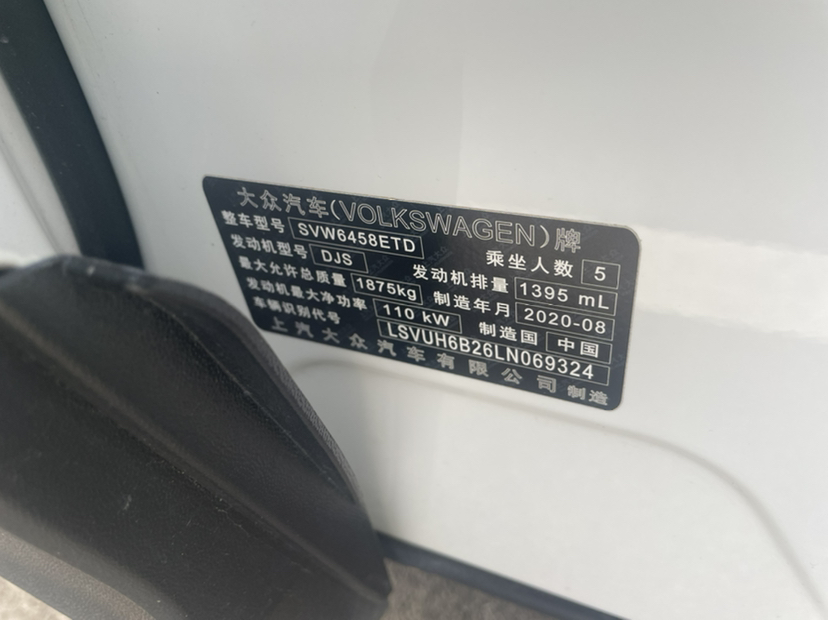 大众汽车(VOLKSWAGEN)牌
整车型号 SVW6458ETD 乘坐人数 5
发动机型号 DJS 发动机排量 1395 mL
最大允许总质量 1875kg 制造年月 2020-08
发动机最大净功率 110 kW 制造国 中国
车辆识别代号 LSVUH6B26LN069324
上汽大众汽车有限公司 制造